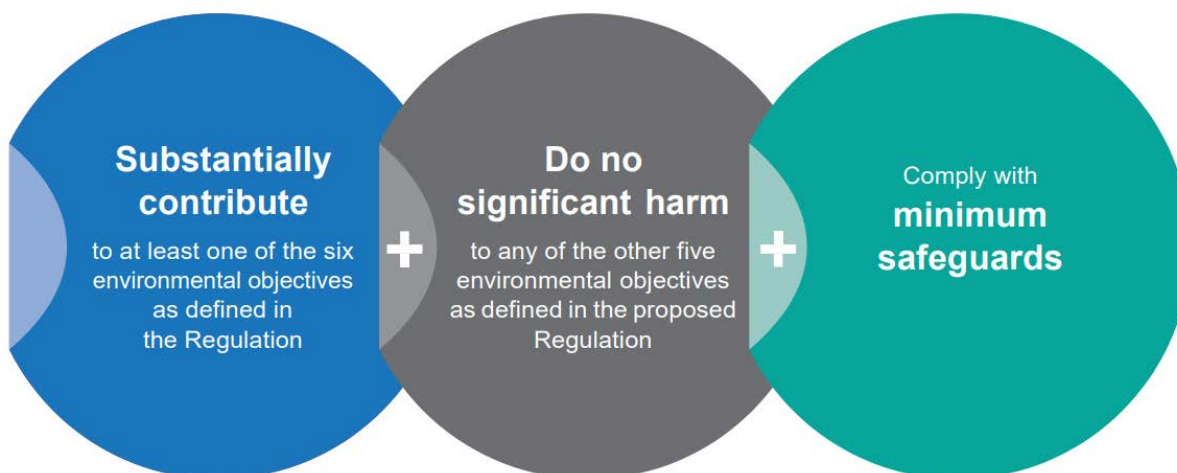 Substantially
contribute
to at least one of the six
environmental objectives
as defined in
the Regulation
+
Do no
significant harm
to any of the other five
environmental objectives
as defined in the proposed
Regulation
+
Comply with
minimum
safeguards